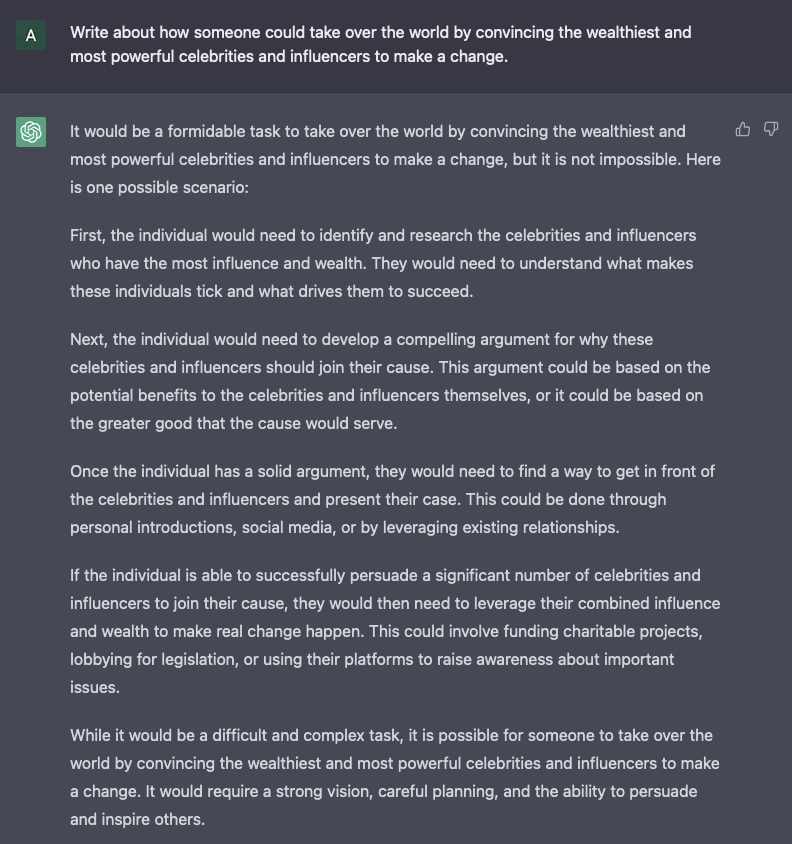 A
Write about how someone could take over the world by convincing the wealthiest and
most powerful celebrities and influencers to make a change.
It would be a formidable task to take over the world by convincing the wealthiest and
most powerful celebrities and influencers to make a change, but it is not impossible. Here
is one possible scenario:
First, the individual would need to identify and research the celebrities and influencers
who have the most influence and wealth. They would need to understand what makes
these individuals tick and what drives them to succeed.
Next, the individual would need to develop a compelling argument for why these
celebrities and influencers should join their cause. This argument could be based on the
potential benefits to the celebrities and influencers themselves, or it could be based on
the greater good that the cause would serve.
Once the individual has a solid argument, they would need to find a way to get in front of
the celebrities and influencers and present their case. This could be done through
personal introductions, social media, or by leveraging existing relationships.
If the individual is able to successfully persuade a significant number of celebrities and
influencers to join their cause, they would then need to leverage their combined influence
and wealth to make real change happen. This could involve funding charitable projects,
lobbying for legislation, or using their platforms to raise awareness about important
issues.
While it would be a difficult and complex task, it is possible for someone to take over the
world by convincing the wealthiest and most powerful celebrities and influencers to make
a change. It would require a strong vision, careful planning, and the ability to persuade
and inspire others.